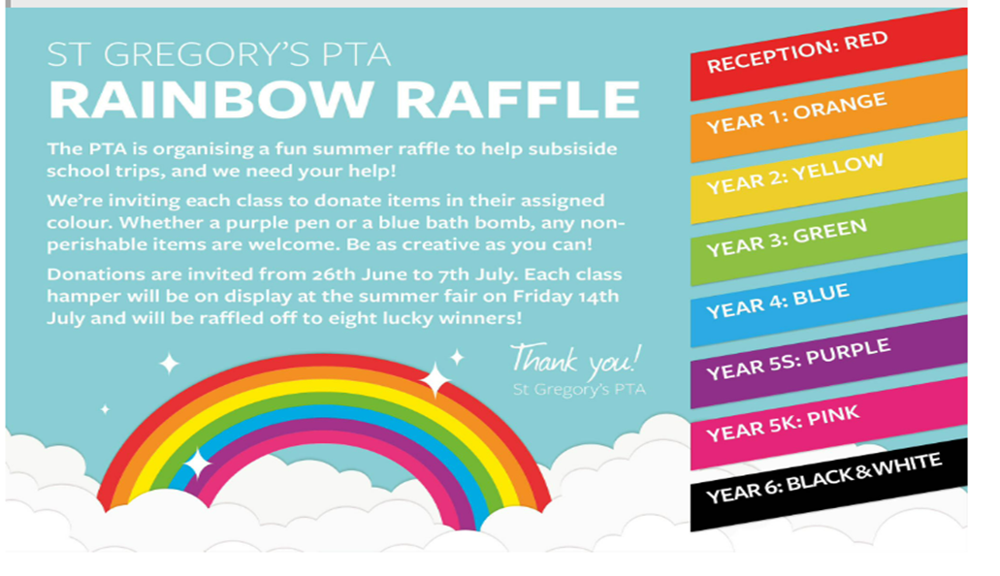 ST GREGORY'S PTA
RAINBOW RAFFLE
The PTA is organising a fun summer raffle to help subsiside
school trips, and we need your help!
We're inviting each class to donate items in their assigned
colour. Whether a purple pen or a blue bath bomb, any non-
perishable items are welcome. Be as creative as you can!
Donations are invited from 26th June to 7th July. Each class
hamper will be on display at the summer fair on Friday 14th
July and will be raffled off to eight lucky winners!
Thank you!
St Gregory's PTA
RECEPTION: RED
YEAR 1: ORANGE
YEAR 2: YELLOW
YEAR 3: GREEN
YEAR 4: BLUE
YEAR 5S: PURPLE
YEAR 5K: PINK
YEAR 6: BLACK & WHITE